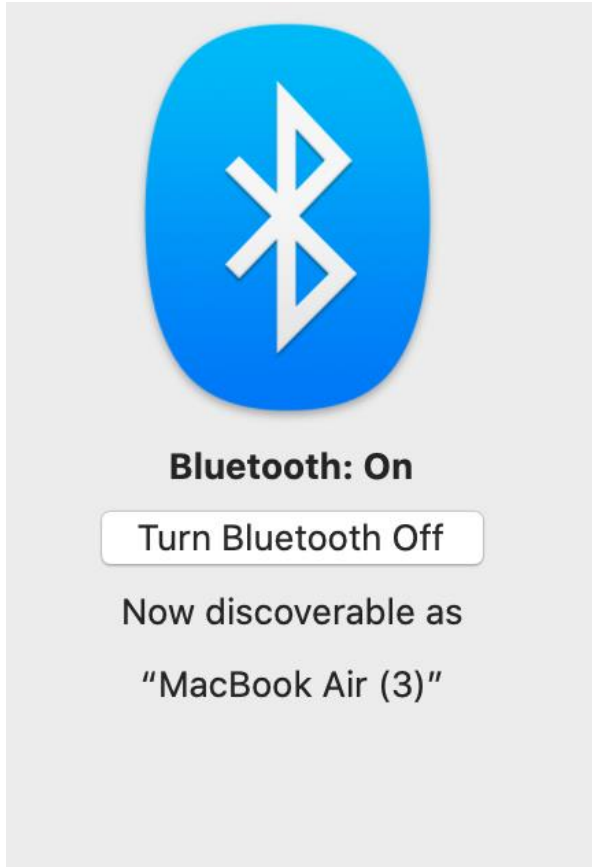 Bluetooth: On
Turn Bluetooth Off
Now discoverable as
“MacBook Air (3)”